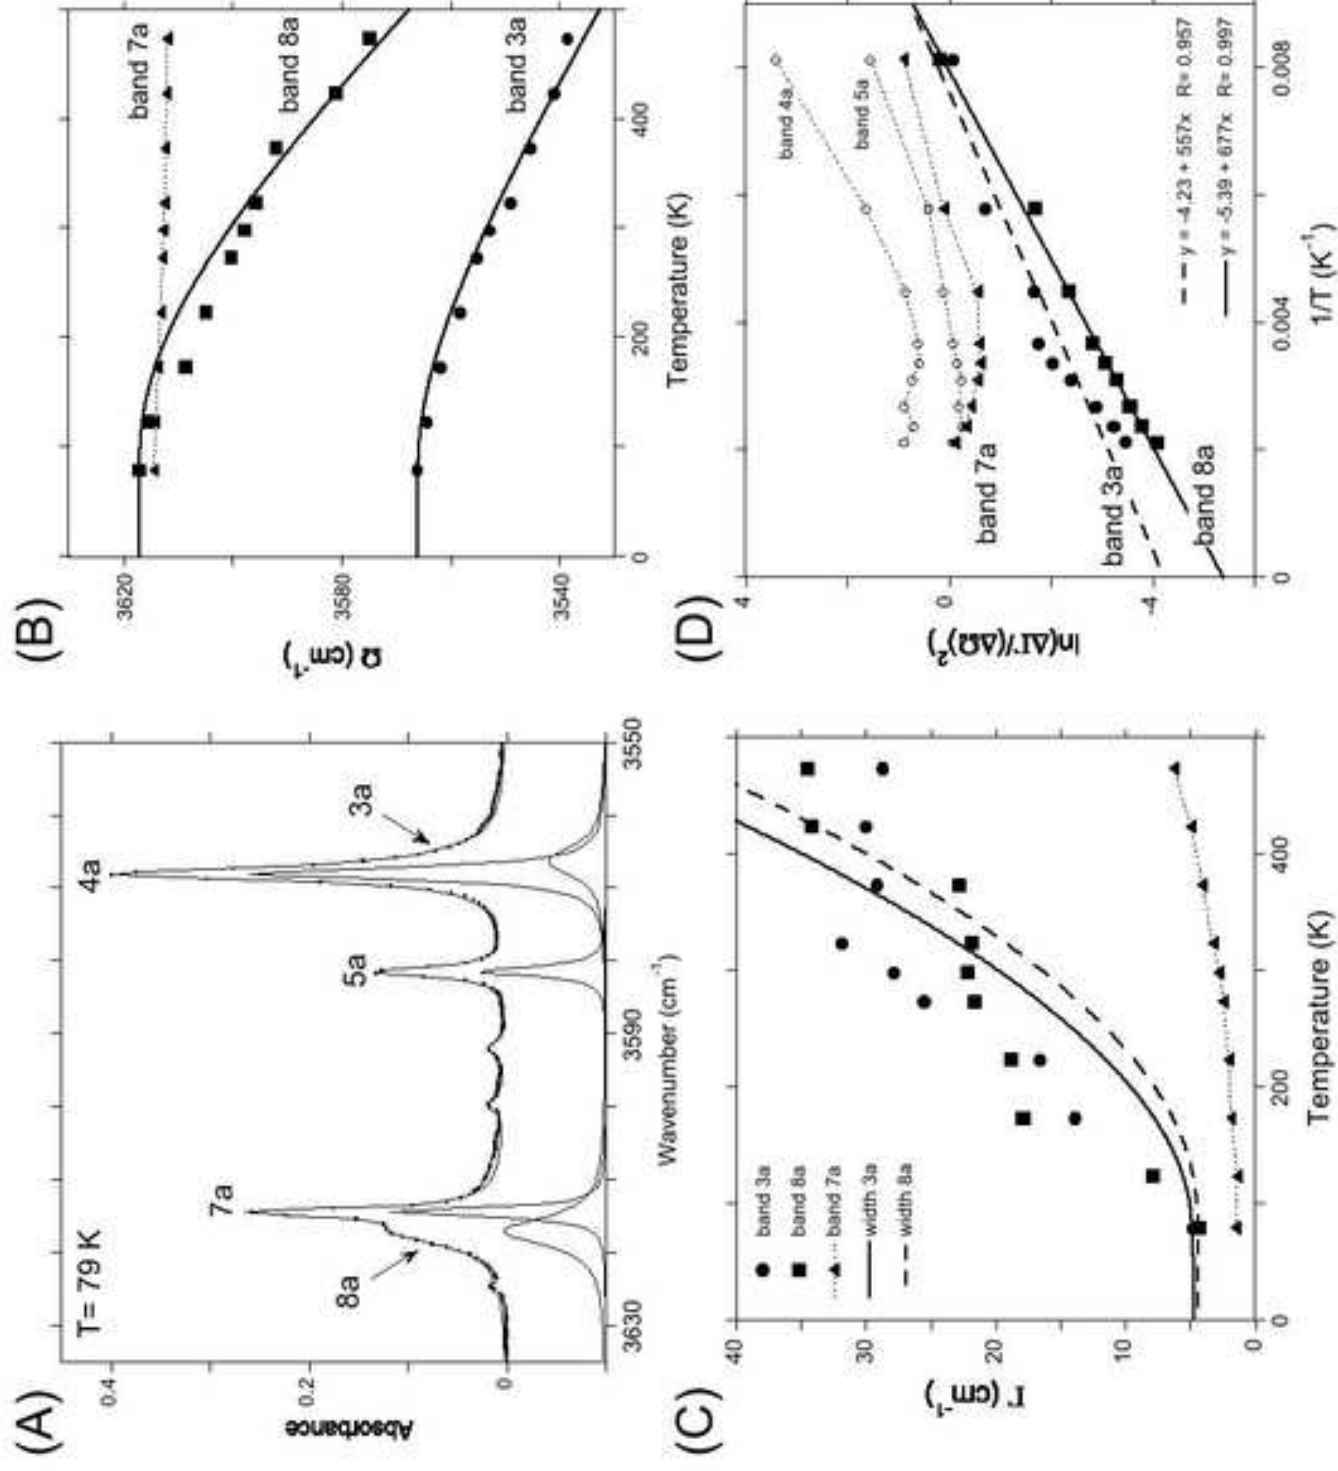 (A)
T= 79 K
8a
7a
5a
4a
3a
0.4
0.2
0
Absorbance
3630
3590
3550
Wavenumber (cm⁻¹)
(B)
band 7a
band 8a
band 3a
3620
3580
3540
Ω (cm⁻¹)
0
200
400
Temperature (K)
(C)
band 3a
band 8a
band 7a
width 3a
width 8a
40
30
20
10
0
Γ (cm⁻¹)
0
200
400
Temperature (K)
(D)
band 4a
band 5a
band 7a
band 3a
band 8a
y = -4.23 + 557x R= 0.957
y = -5.39 + 677x R= 0.997
4
0
-4
ln(ΔΓ/(ΔΩ)²)
0
0.004
0.008
1/T (K⁻¹)